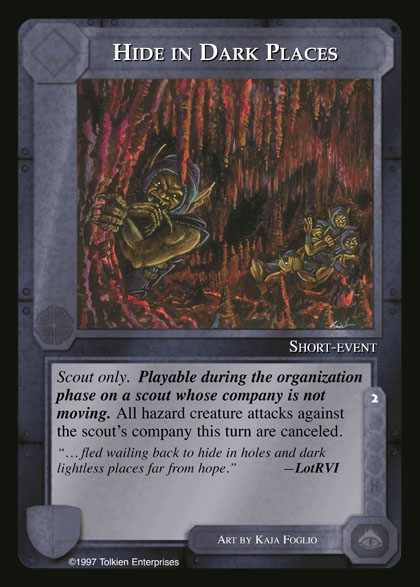 HIDE IN DARK PLACES
SHORT-EVENT
Scout only. Playable during the organization
phase on a scout whose company is not
moving. All hazard creature attacks against
the scout's company this turn are canceled.
“…fled wailing back to hide in holes and dark
lightless places far from hope.” —LotRVI
2
H
ART BY KAJA FOGLIO
©1997 Tolkien Enterprises